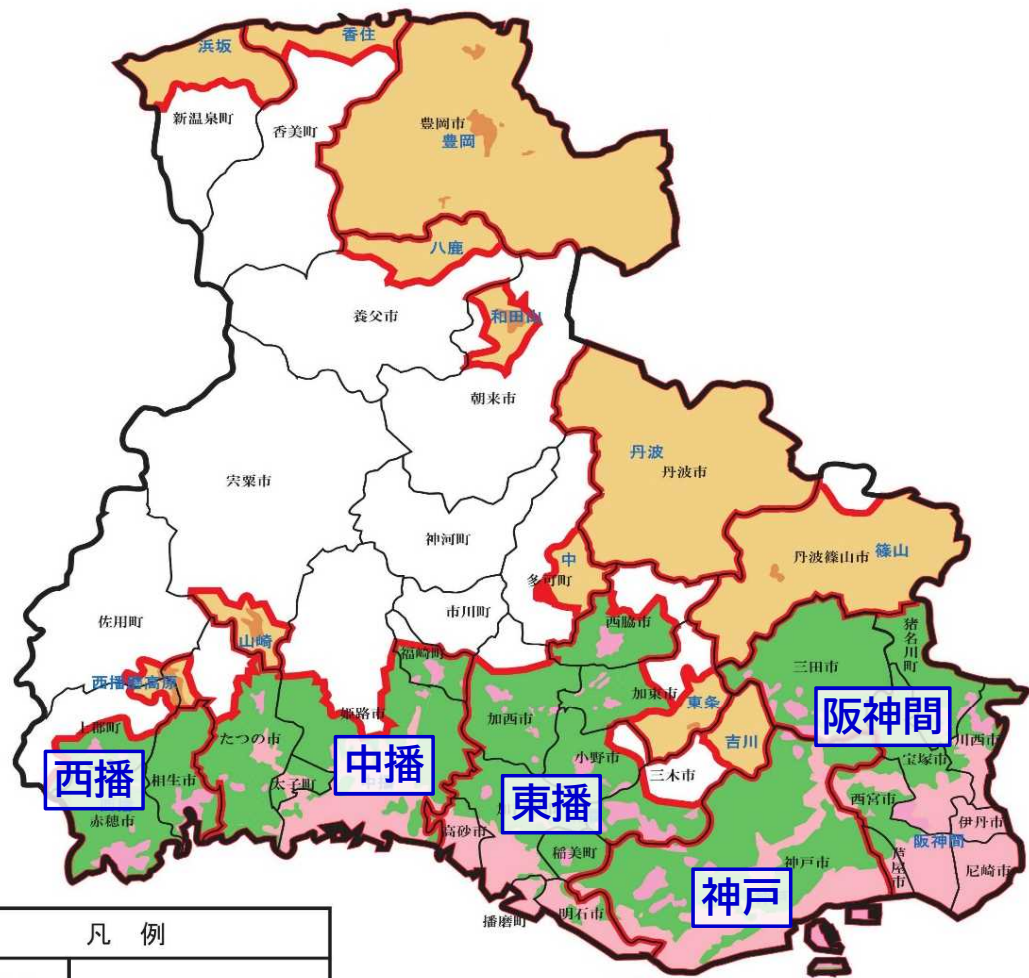 香住
浜坂
新温泉町
香美町
豊岡市
豊岡
八鹿
養父市
和田山
朝来市
丹波
丹波市
宍粟市
神河町
中
多可町
丹波篠山市
篠山
市川町
佐用町
西脇市
猪名川町
山崎
福崎町
三田市
西播磨高原
加東市
東条
上郡町
姫路市
加西市
阪神間
吉川
たつの市
小野市
川西市
中播
三木市
宝塚市
西播
相生市
太子町
東播
西宮市
赤穂市
高砂市
伊丹市
稲美町
神戸市
阪神間
芦屋市
尼崎市
神戸
明石市
播磨町
凡 例